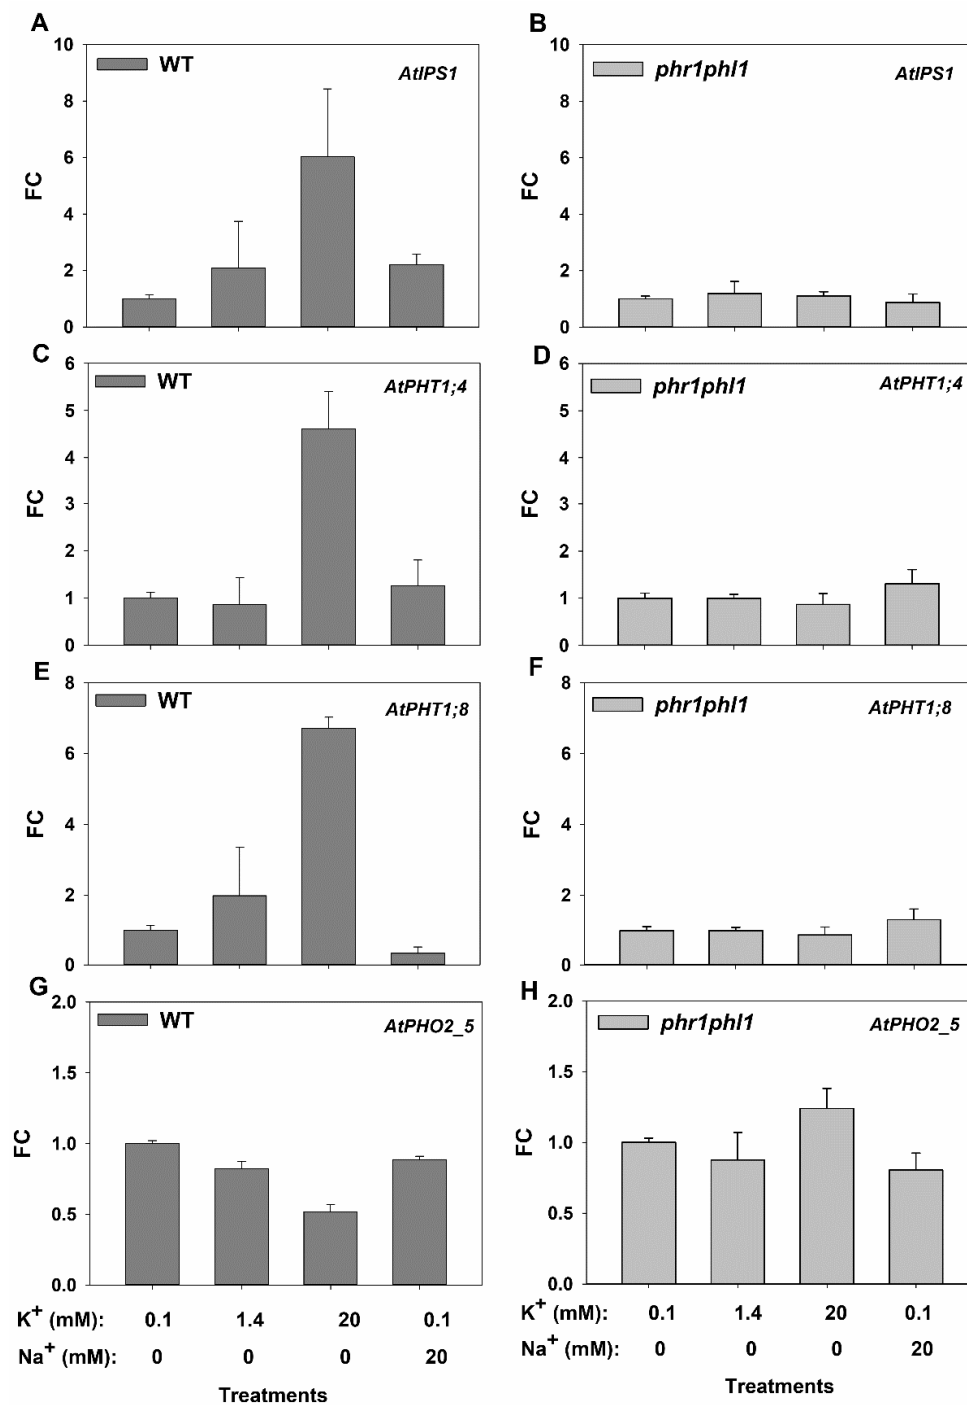 A
B
10
WT
AtIPS1
8
6
FC
4
2
0
10
phr1phl1
AtIPS1
8
6
FC
4
2
0
C
D
6
WT
AtPHT1;4
5
4
FC
3
2
1
0
6
phr1phl1
AtPHT1;4
5
4
FC
3
2
1
0
E
F
8
WT
AtPHT1;8
6
FC
4
2
0
8
phr1phl1
AtPHT1;8
6
FC
4
2
0
G
H
2.0
WT
AtPHO2_5
1.5
FC
1.0
0.5
0.0
2.0
phr1phl1
AtPHO2_5
1.5
FC
1.0
0.5
0.0
K⁺ (mM): 0.1 1.4 20 0.1
Na⁺ (mM): 0 0 0 20
Treatments
K⁺ (mM): 0.1 1.4 20 0.1
Na⁺ (mM): 0 0 0 20
Treatments